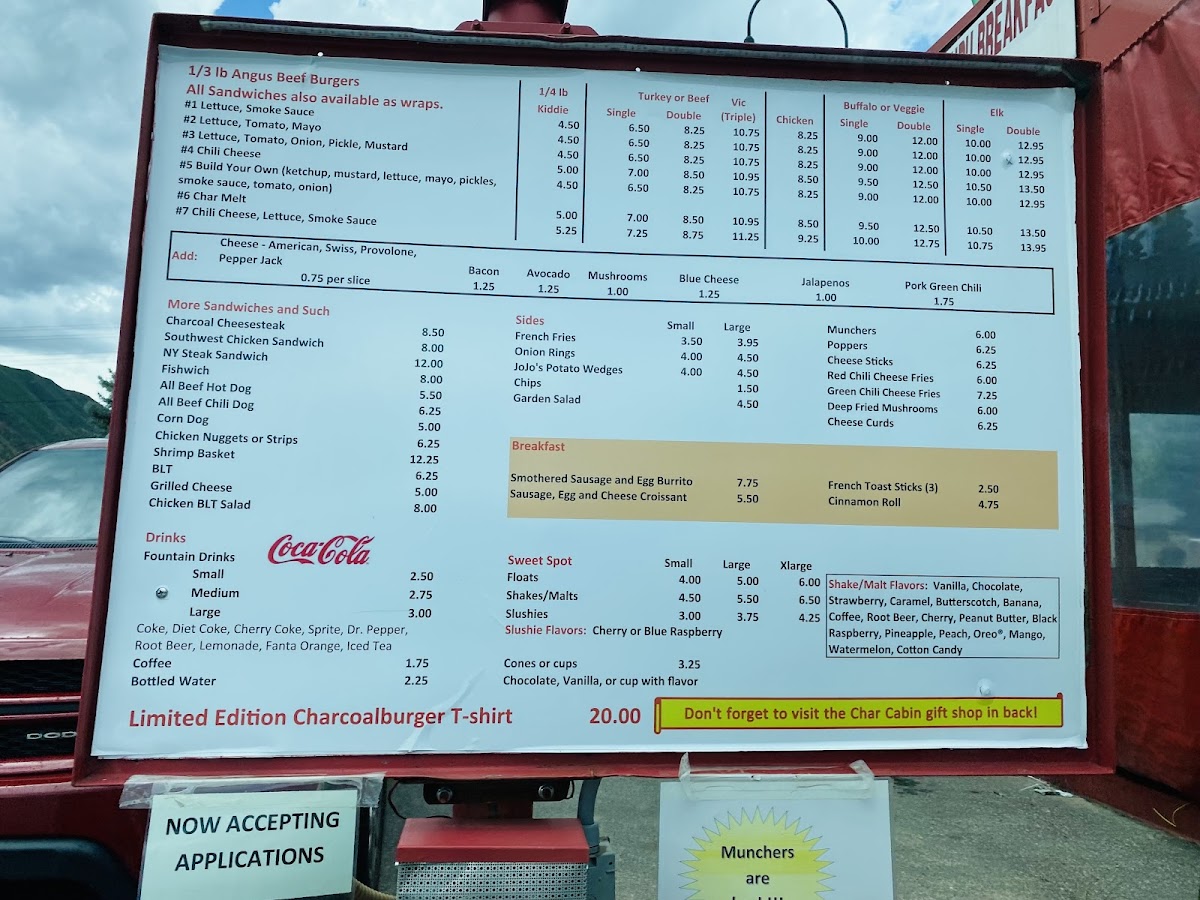 NDU BREAKFA
1/3 lb Angus Beef Burgers
All Sandwiches also available as wraps.
1/4 lb Kiddie | Turkey or Beef Single Double Vic (Triple) | Chicken | Buffalo or Veggie Single Double | Elk Single Double
#1 Lettuce, Smoke Sauce 4.50 6.50 8.25 10.75 8.25 9.00 12.00 10.00 12.95
#2 Lettuce, Tomato, Mayo 4.50 6.50 8.25 10.75 8.25 9.00 12.00 10.00 12.95
#3 Lettuce, Tomato, Onion, Pickle, Mustard 4.50 6.50 8.25 10.75 8.25 9.00 12.00 10.00 12.95
#4 Chili Cheese 5.00 7.00 8.50 10.95 8.50 9.50 12.50 10.50 13.50
#5 Build Your Own (ketchup, mustard, lettuce, mayo, pickles, 4.50 6.50 8.25 10.75 8.25 9.00 12.00 10.00 12.95
smoke sauce, tomato, onion)
#6 Char Melt 5.00 7.00 8.50 10.95 8.50 9.50 12.50 10.50 13.50
#7 Chili Cheese, Lettuce, Smoke Sauce 5.25 7.25 8.75 11.25 9.25 10.00 12.75 10.75 13.95
Add:
Cheese - American, Swiss, Provolone,
Pepper Jack
0.75 per slice
Bacon 1.25
Avocado 1.25
Mushrooms 1.00
Blue Cheese 1.25
Jalapenos 1.00
Pork Green Chili 1.75
More Sandwiches and Such
Charcoal Cheesesteak 8.50
Southwest Chicken Sandwich 8.00
NY Steak Sandwich 12.00
Fishwich 8.00
All Beef Hot Dog 5.50
All Beef Chili Dog 6.25
Corn Dog 5.00
Chicken Nuggets or Strips 6.25
Shrimp Basket 12.25
BLT 6.25
Grilled Cheese 5.00
Chicken BLT Salad 8.00
Sides Small Large
French Fries 3.50 3.95
Onion Rings 4.00 4.50
JoJo's Potato Wedges 4.00 4.50
Chips 1.50
Garden Salad 4.50
Munchers 6.00
Poppers 6.25
Cheese Sticks 6.25
Red Chili Cheese Fries 6.00
Green Chili Cheese Fries 7.25
Deep Fried Mushrooms 6.00
Cheese Curds 6.25
Breakfast
Smothered Sausage and Egg Burrito 7.75
Sausage, Egg and Cheese Croissant 5.50
French Toast Sticks (3) 2.50
Cinnamon Roll 4.75
Drinks
Coca-Cola
Fountain Drinks
Small 2.50
Medium 2.75
Large 3.00
Coke, Diet Coke, Cherry Coke, Sprite, Dr. Pepper,
Root Beer, Lemonade, Fanta Orange, Iced Tea
Coffee 1.75
Bottled Water 2.25
Sweet Spot Small Large Xlarge
Floats 4.00 5.00 6.00
Shakes/Malts 4.50 5.50 6.50
Slushies 3.00 3.75 4.25
Slushie Flavors: Cherry or Blue Raspberry
Cones or cups 3.25
Chocolate, Vanilla, or cup with flavor
Shake/Malt Flavors: Vanilla, Chocolate,
Strawberry, Caramel, Butterscotch, Banana,
Coffee, Root Beer, Cherry, Peanut Butter, Black
Raspberry, Pineapple, Peach, Oreo®, Mango,
Watermelon, Cotton Candy
Limited Edition Charcoalburger T-shirt 20.00
Don't forget to visit the Char Cabin gift shop in back!
DOD
NOW ACCEPTING
APPLICATIONS
Munchers
are